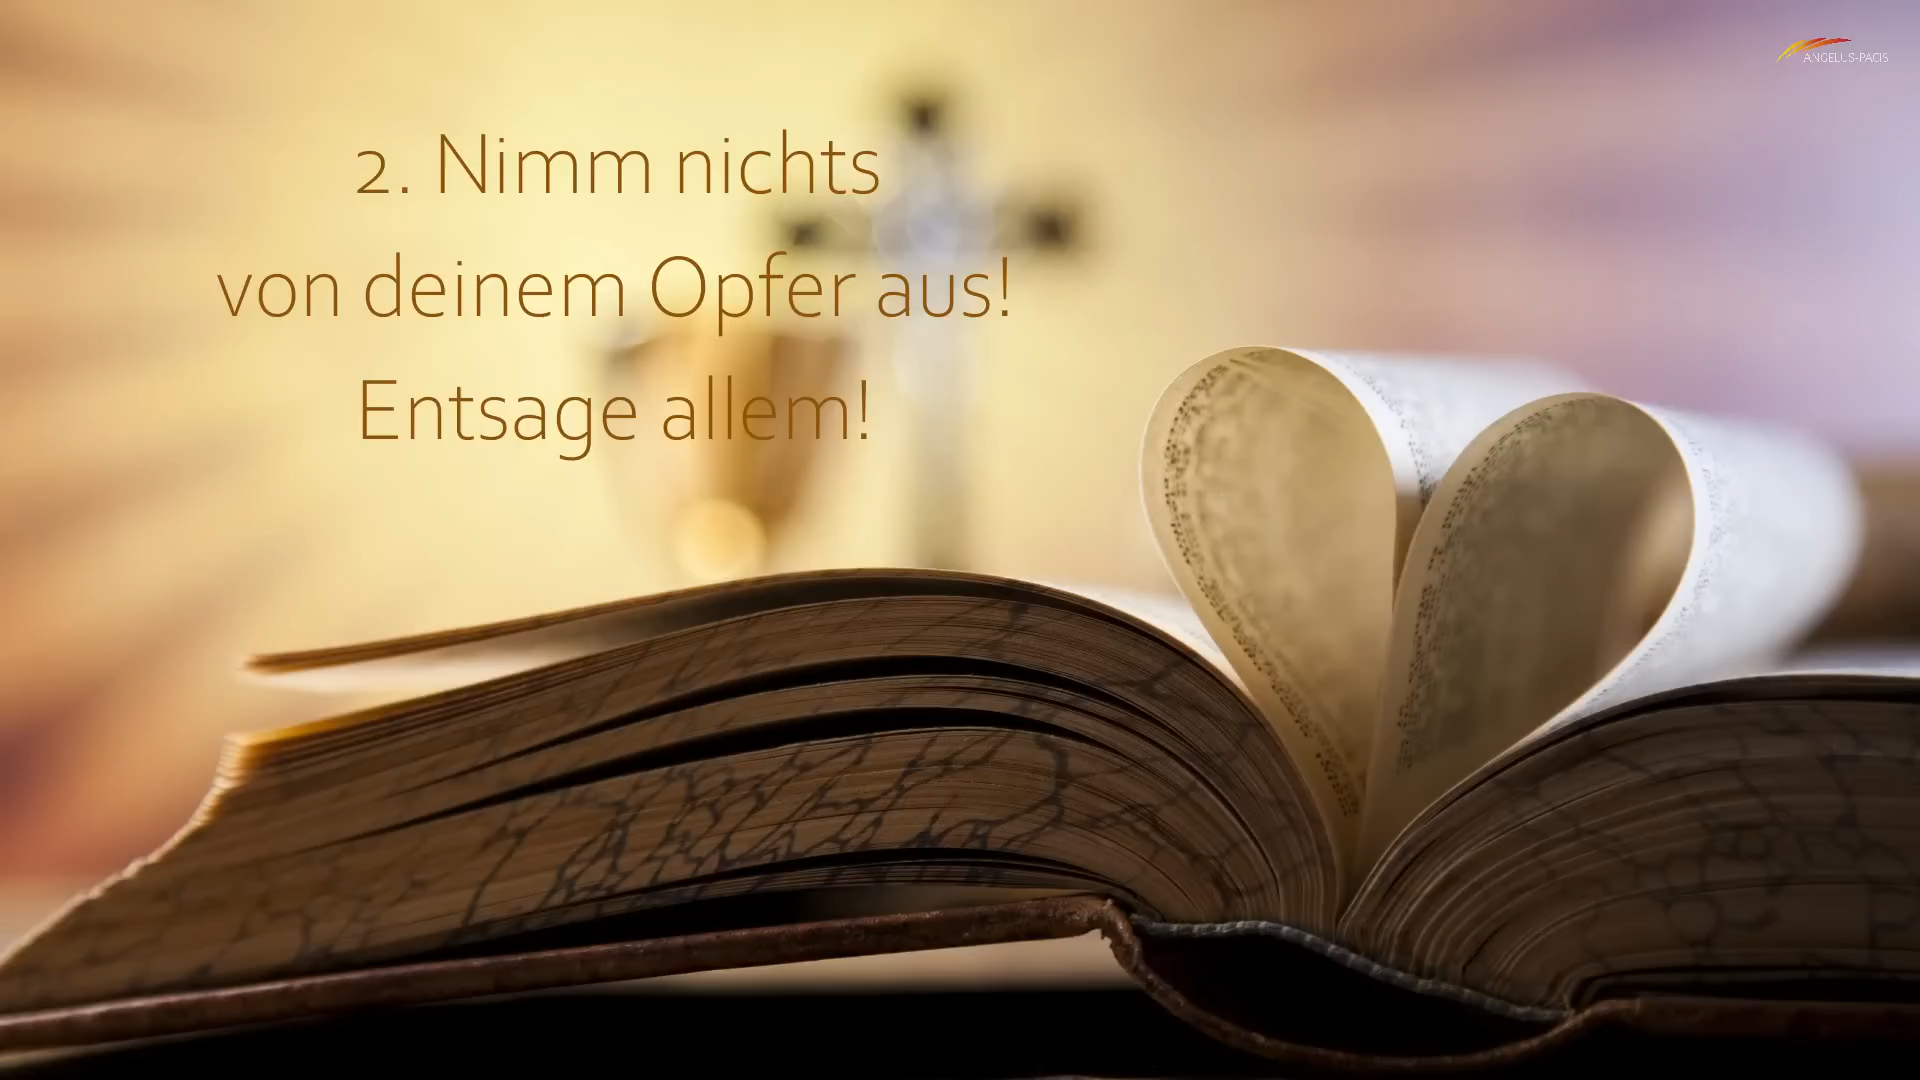 ANGELUS-PACIS
2. Nimm nichts
von deinem Opfer aus!
Entsage allem!